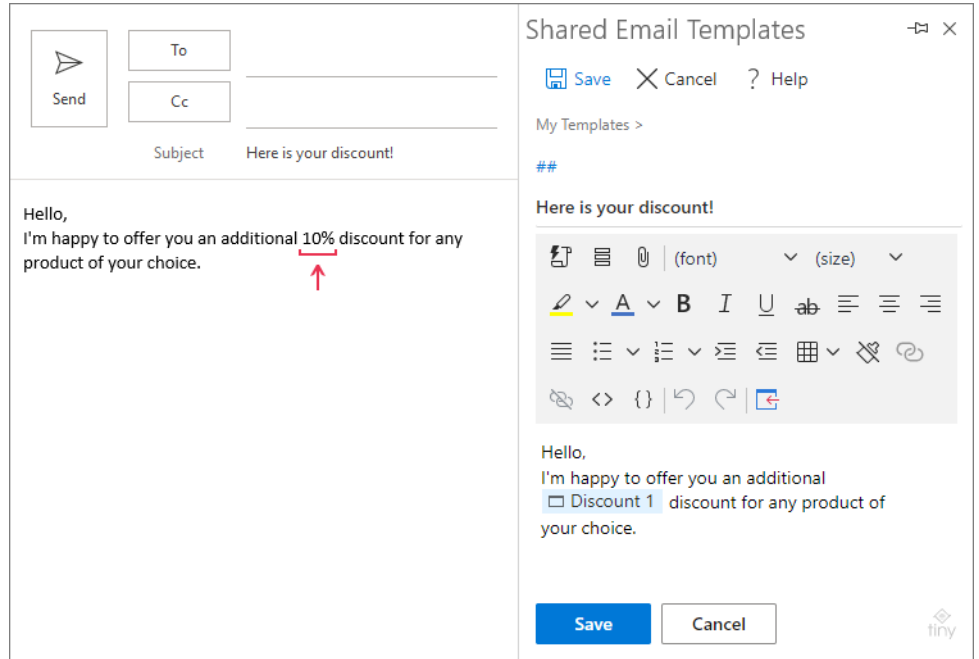 Send
To
Cc
Subject
Here is your discount!
Hello,
I'm happy to offer you an additional 10% discount for any
product of your choice.
Shared Email Templates
Save
Cancel
? Help
My Templates >
##
Here is your discount!
(font)
(size)
A
B
I
U
ab
<>
{}
Hello,
I'm happy to offer you an additional
Discount 1 discount for any product of
your choice.
Save
Cancel
tiny